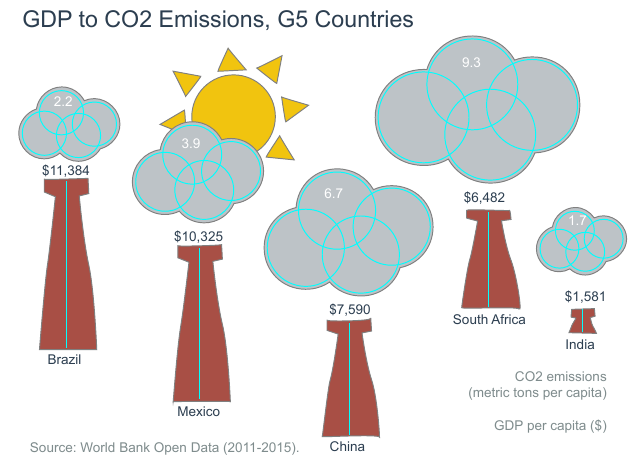 GDP to CO2 Emissions, G5 Countries
2.2
$11,384
Brazil
3.9
$10,325
Mexico
6.7
$7,590
China
9.3
$6,482
South Africa
1.7
$1,581
India
CO2 emissions
(metric tons per capita)
GDP per capita ($)
Source: World Bank Open Data (2011-2015).